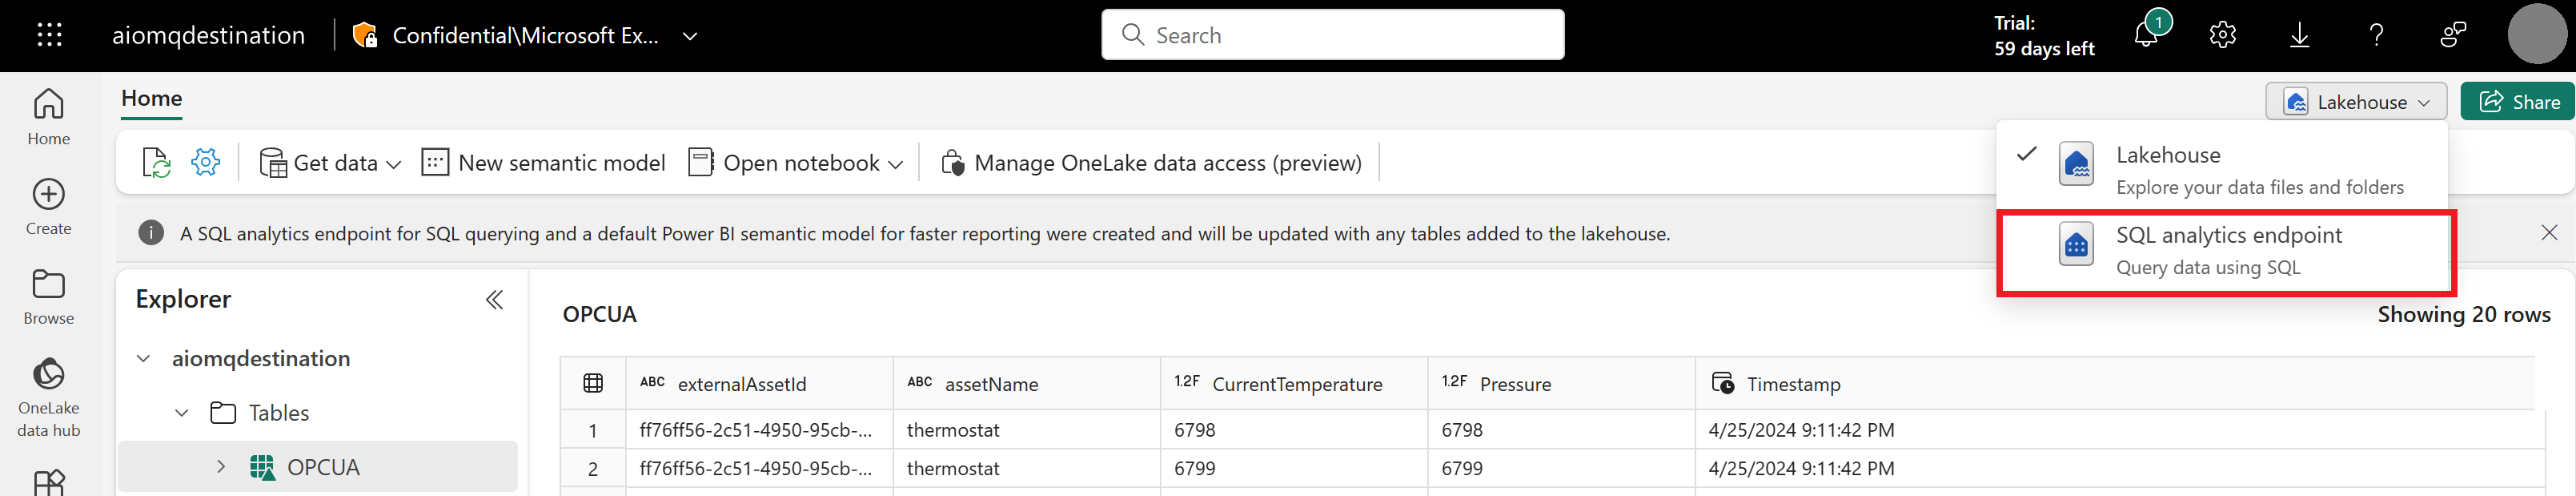 aiomqdestination
Confidential\Microsoft Ex...
Search
Trial:
59 days left
1
Home
Lakehouse
Share
Home
Create
Browse
OneLake
data hub
Get data
New semantic model
Open notebook
Manage OneLake data access (preview)
Lakehouse
Explore your data files and folders
SQL analytics endpoint
Query data using SQL
A SQL analytics endpoint for SQL querying and a default Power BI semantic model for faster reporting were created and will be updated with any tables added to the lakehouse.
Explorer
aiomqdestination
Tables
OPCUA
OPCUA
Showing 20 rows
ABC externalAssetId ABC assetName 1.2F CurrentTemperature 1.2F Pressure Timestamp
1 ff76ff56-2c51-4950-95cb-... thermostat 6798 6798 4/25/2024 9:11:42 PM
2 ff76ff56-2c51-4950-95cb-... thermostat 6799 6799 4/25/2024 9:11:42 PM